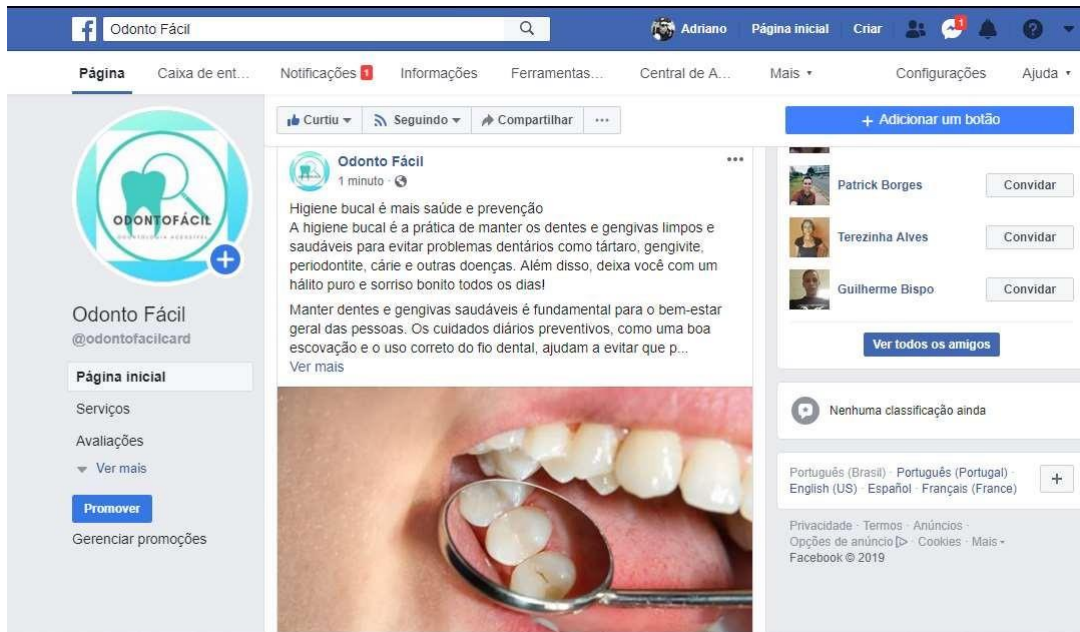 Odonto Fácil
Adriano
Página inicial
Criar
1
Página
Caixa de ent...
Notificações 1
Informações
Ferramentas...
Central de A...
Mais
Configurações
Ajuda
Curtiu
Seguindo
Compartilhar
...
+ Adicionar um botão
ODONTOFÁCIL
ODONTOLOGIA ACESSÍVEL
Odonto Fácil
@odontofacilcard
Página inicial
Serviços
Avaliações
Ver mais
Promover
Gerenciar promoções
Odonto Fácil
1 minuto ·
Higiene bucal é mais saúde e prevenção
A higiene bucal é a prática de manter os dentes e gengivas limpos e
saudáveis para evitar problemas dentários como tártaro, gengivite,
periodontite, cárie e outras doenças. Além disso, deixa você com um
hálito puro e sorriso bonito todos os dias!
Manter dentes e gengivas saudáveis é fundamental para o bem-estar
geral das pessoas. Os cuidados diários preventivos, como uma boa
escovação e o uso correto do fio dental, ajudam a evitar que p...
Ver mais
Patrick Borges
Convidar
Terezinha Alves
Convidar
Guilherme Bispo
Convidar
Ver todos os amigos
Nenhuma classificação ainda
Português (Brasil) · Português (Portugal) ·
English (US) · Español · Français (France)
+
Privacidade · Termos · Anúncios ·
Opções de anúncio · Cookies · Mais
Facebook © 2019